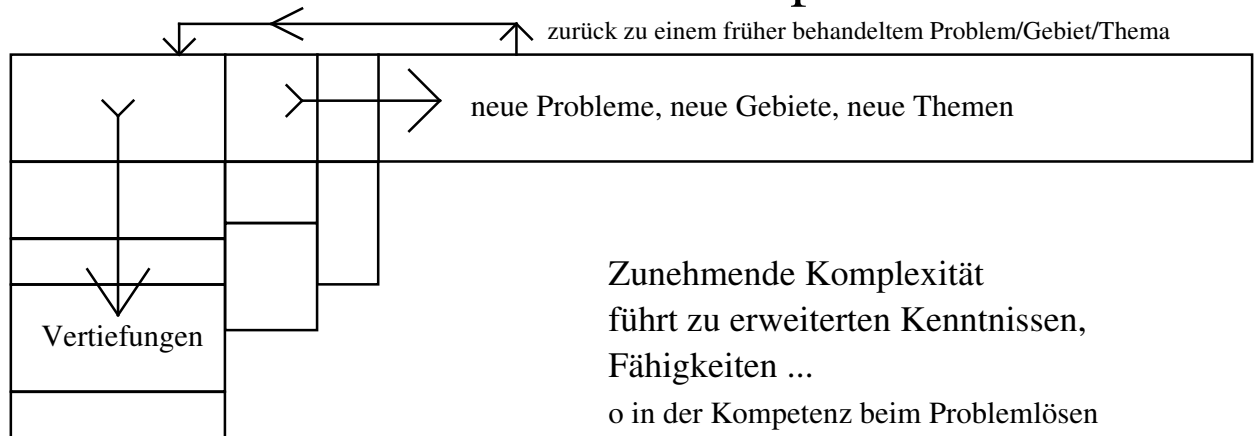 zurück zu einem früher behandeltem Problem/Gebiet/Thema
neue Probleme, neue Gebiete, neue Themen
Zunehmende Komplexität
führt zu erweiterten Kenntnissen,
Fähigkeiten ...
Vertiefungen
o in der Kompetenz beim Problemlösen